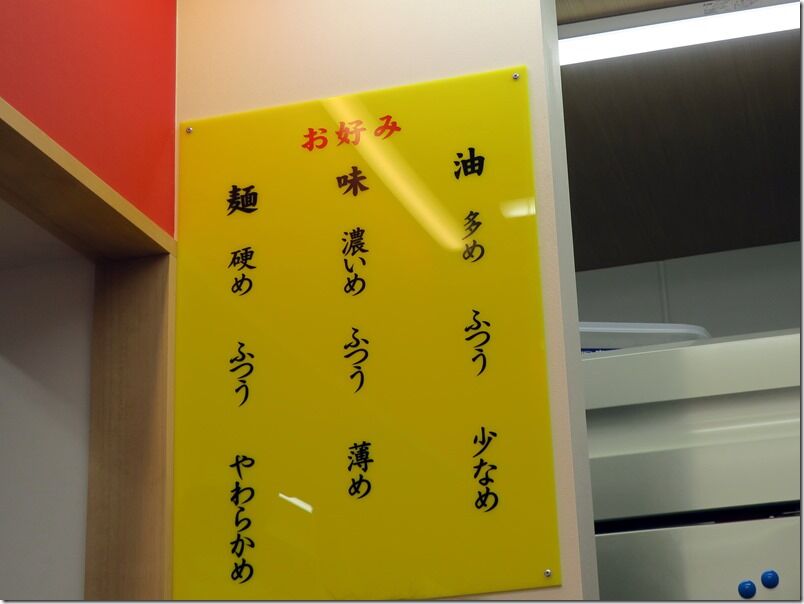 お好み
油 多め ふつう 少なめ
味 濃いめ ふつう 薄め
麺 硬め ふつう やわらかめ